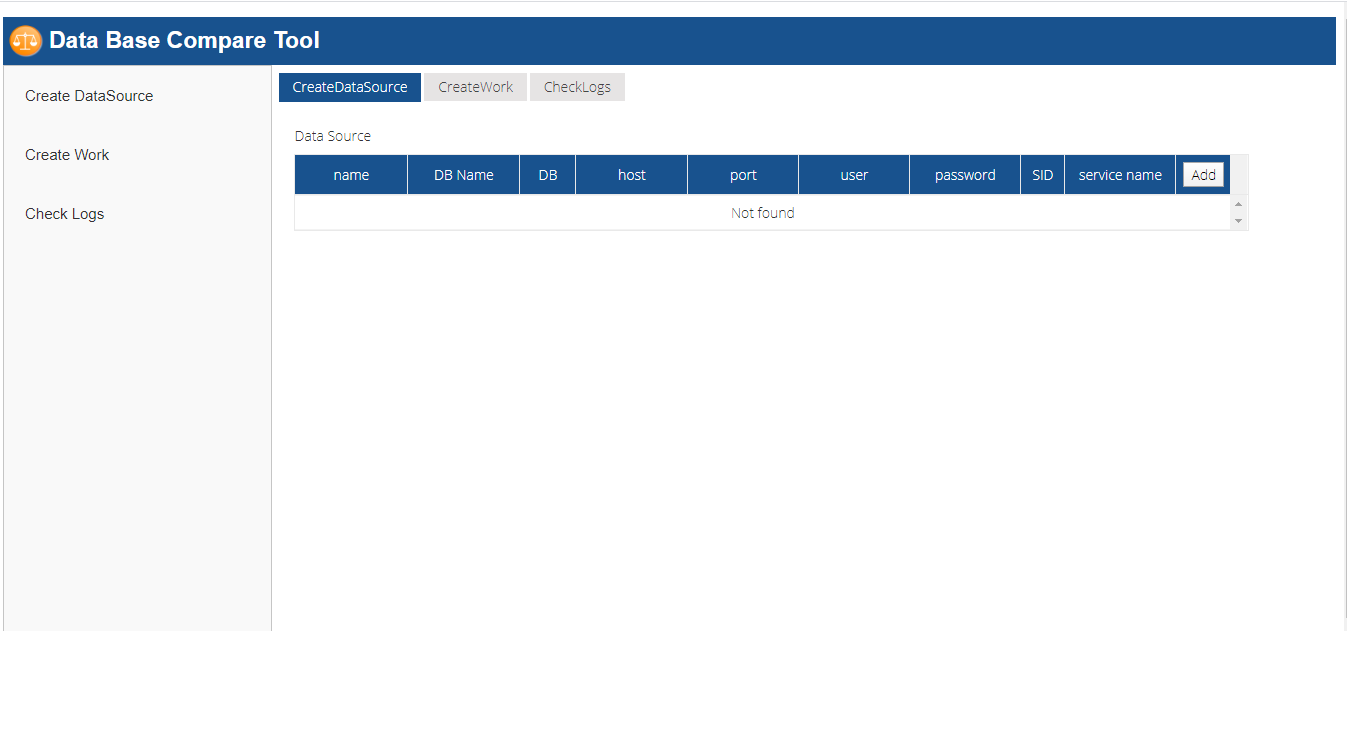 Data Base Compare Tool
Create DataSource
Create Work
Check Logs
CreateDataSource CreateWork CheckLogs
Data Source
name DB Name DB host port user password SID service name Add
Not found